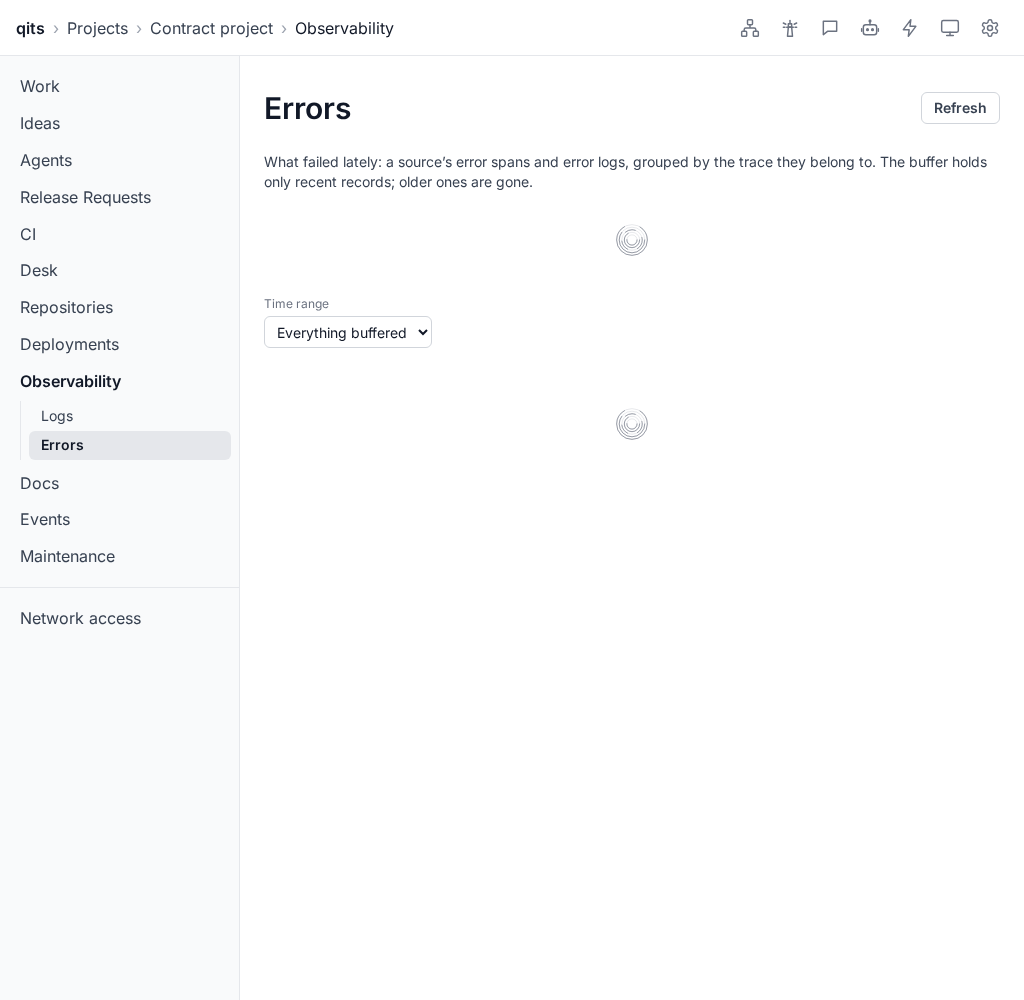 qits › Projects › Contract project › Observability
Work
Ideas
Agents
Release Requests
CI
Desk
Repositories
Deployments
Observability
Logs
Errors
Docs
Events
Maintenance
Network access
Errors
Refresh
What failed lately: a source’s error spans and error logs, grouped by the trace they belong to. The buffer holds
only recent records; older ones are gone.
Time range
Everything buffered